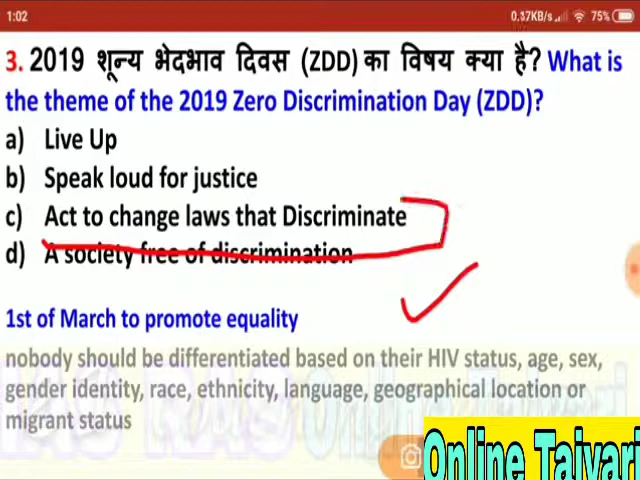 1:02 0.37KB/s 75%
3. 2019 शून्य भेदभाव दिवस (ZDD) का विषय क्या है? What is
the theme of the 2019 Zero Discrimination Day (ZDD)?
a) Live Up
b) Speak loud for justice
c) Act to change laws that Discriminate
d) A society free of discrimination
1st of March to promote equality
nobody should be differentiated based on their HIV status, age, sex,
gender identity, race, ethnicity, language, geographical location or
migrant status
Online Taiyari